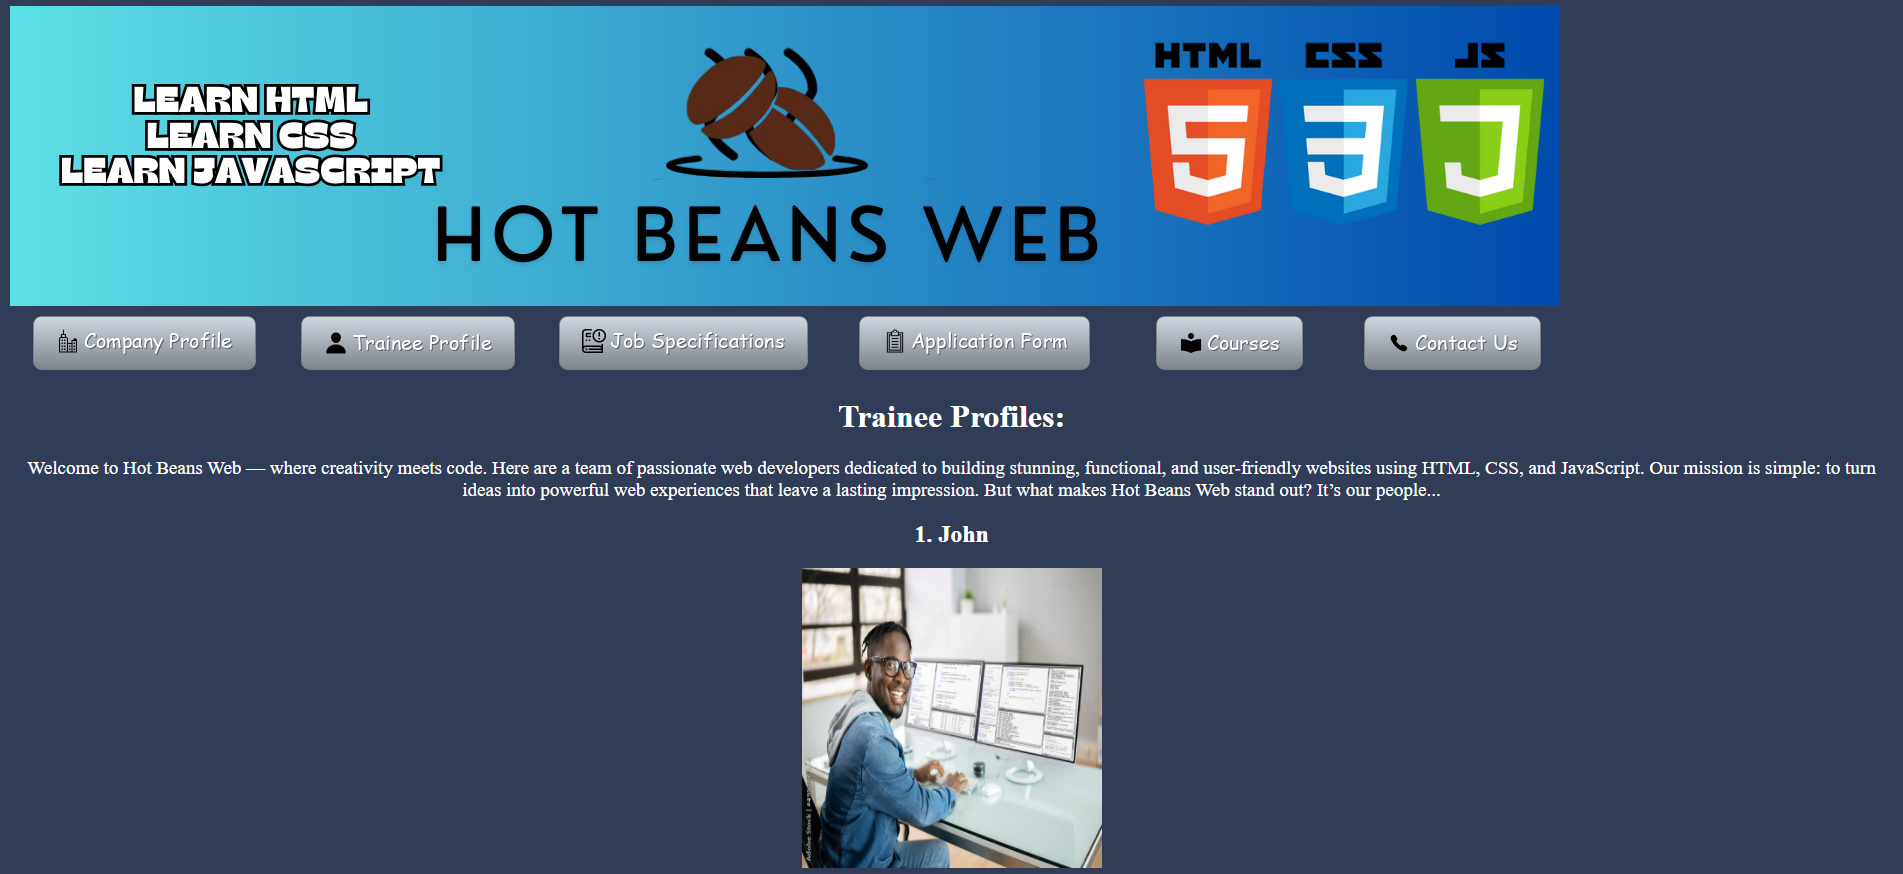 LEARN HTML
LEARN CSS
LEARN JAVASCRIPT
HOT BEANS WEB
HTML CSS JS
5 3 J
Company Profile
Trainee Profile
Job Specifications
Application Form
Courses
Contact Us
Trainee Profiles:
Welcome to Hot Beans Web — where creativity meets code. Here are a team of passionate web developers dedicated to building stunning, functional, and user-friendly websites using HTML, CSS, and JavaScript. Our mission is simple: to turn
ideas into powerful web experiences that leave a lasting impression. But what makes Hot Beans Web stand out? It’s our people...
1. John
Adobe Stock |